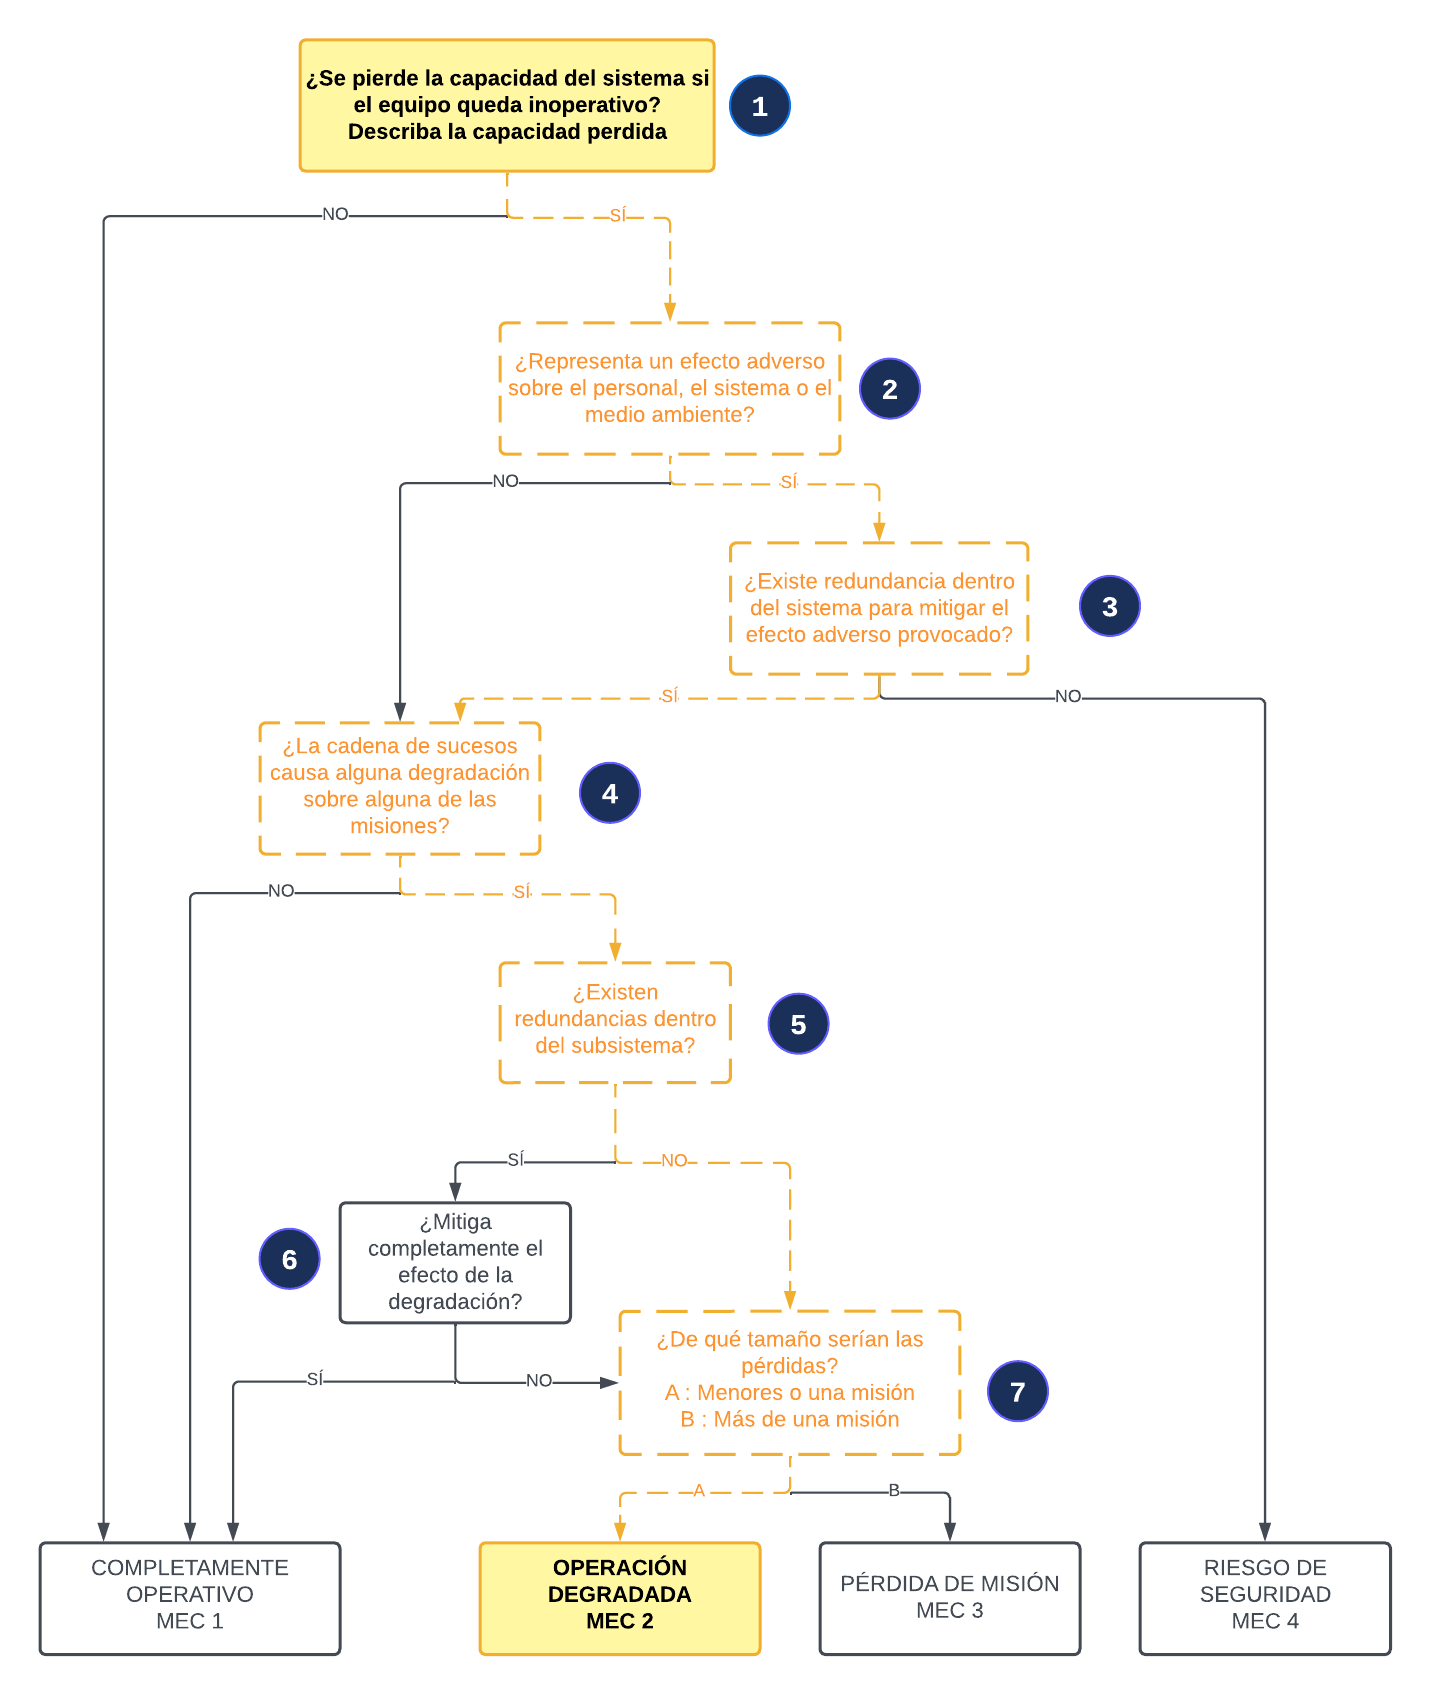 ¿Se pierde la capacidad del sistema si
el equipo queda inoperativo?
Describa la capacidad perdida
1
NO
SÍ
¿Representa un efecto adverso
sobre el personal, el sistema o el
medio ambiente?
2
NO
SÍ
¿Existe redundancia dentro
del sistema para mitigar el
efecto adverso provocado?
3
SÍ
NO
¿La cadena de sucesos
causa alguna degradación
sobre alguna de las
misiones?
4
NO
SÍ
¿Existen
redundancias dentro
del subsistema?
5
SÍ
NO
¿Mitiga
completamente el
efecto de la
degradación?
6
SÍ
NO
¿De qué tamaño serían las
pérdidas?
A : Menores o una misión
B : Más de una misión
7
A
B
COMPLETAMENTE
OPERATIVO
MEC 1
OPERACIÓN
DEGRADADA
MEC 2
PÉRDIDA DE MISIÓN
MEC 3
RIESGO DE
SEGURIDAD
MEC 4